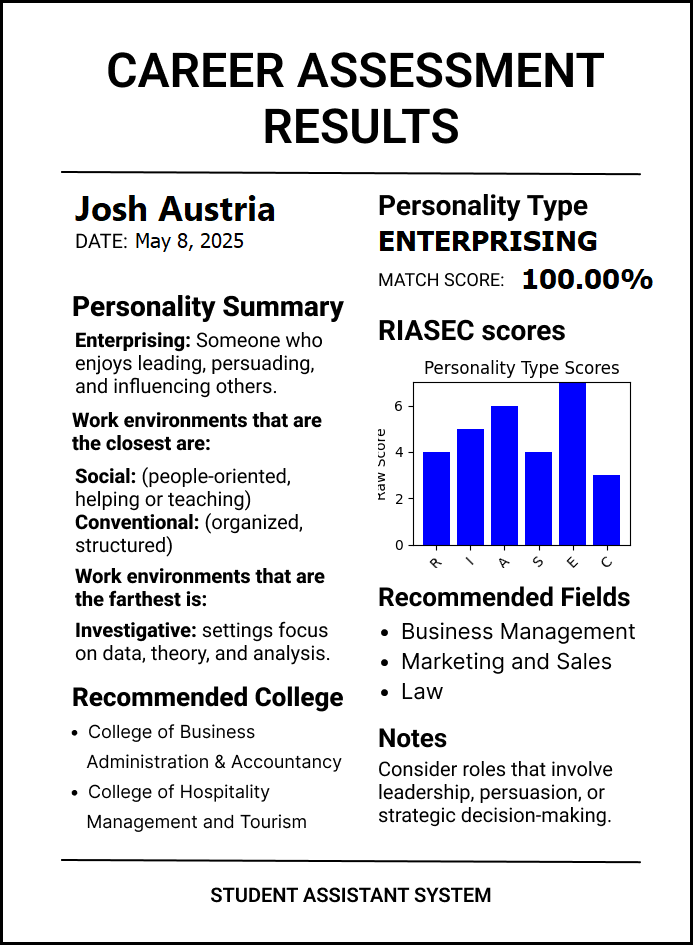 CAREER ASSESSMENT
RESULTS
Josh Austria
DATE: May 8, 2025
Personality Summary
Enterprising: Someone who
enjoys leading, persuading,
and influencing others.
Work environments that are
the closest are:
Social: (people-oriented,
helping or teaching)
Conventional: (organized,
structured)
Work environments that are
the farthest is:
Investigative: settings focus
on data, theory, and analysis.
Recommended College
• College of Business
Administration & Accountancy
• College of Hospitality
Management and Tourism
Personality Type
ENTERPRISING
MATCH SCORE: 100.00%
RIASEC scores
Personality Type Scores
Raw Score
6
4
2
0
R I A S E C
Recommended Fields
• Business Management
• Marketing and Sales
• Law
Notes
Consider roles that involve
leadership, persuasion, or
strategic decision-making.
STUDENT ASSISTANT SYSTEM